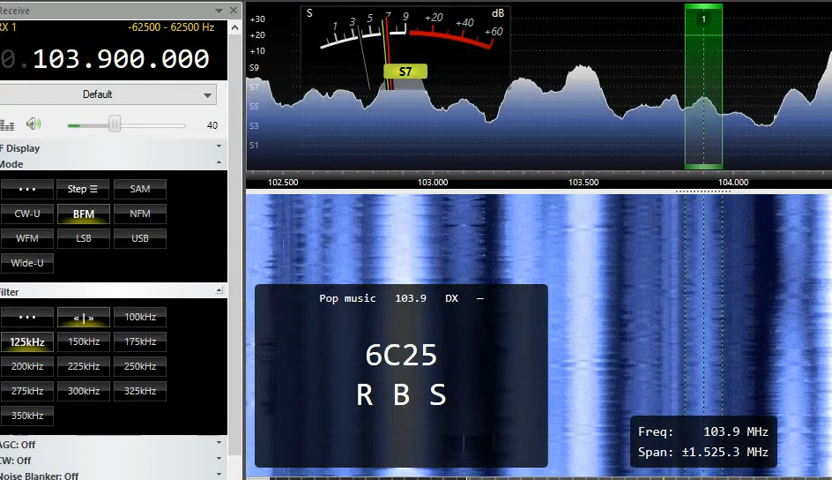 Receive
RX 1 -62500 - 62500 Hz
0.103.900.000
Default
40
Mode
••• Step ☰ SAM
CW-U BFM NFM
WFM LSB USB
Wide-U
••• « | » 100kHz
125kHz 150kHz 175kHz
200kHz 225kHz 250kHz
275kHz 300kHz 325kHz
350kHz
AGC: Off
Noise Blanker: Off
S 1 3 5 7 9 +20 +40 +60 dB
S7
+30
+20
+10
S9
S7
S5
S3
S1
1
102.500 103.000 103.500 104.000
Pop music 103.9 DX –
6C25
R B S
Freq: 103.9 MHz
Span: ±1.525.3 MHz